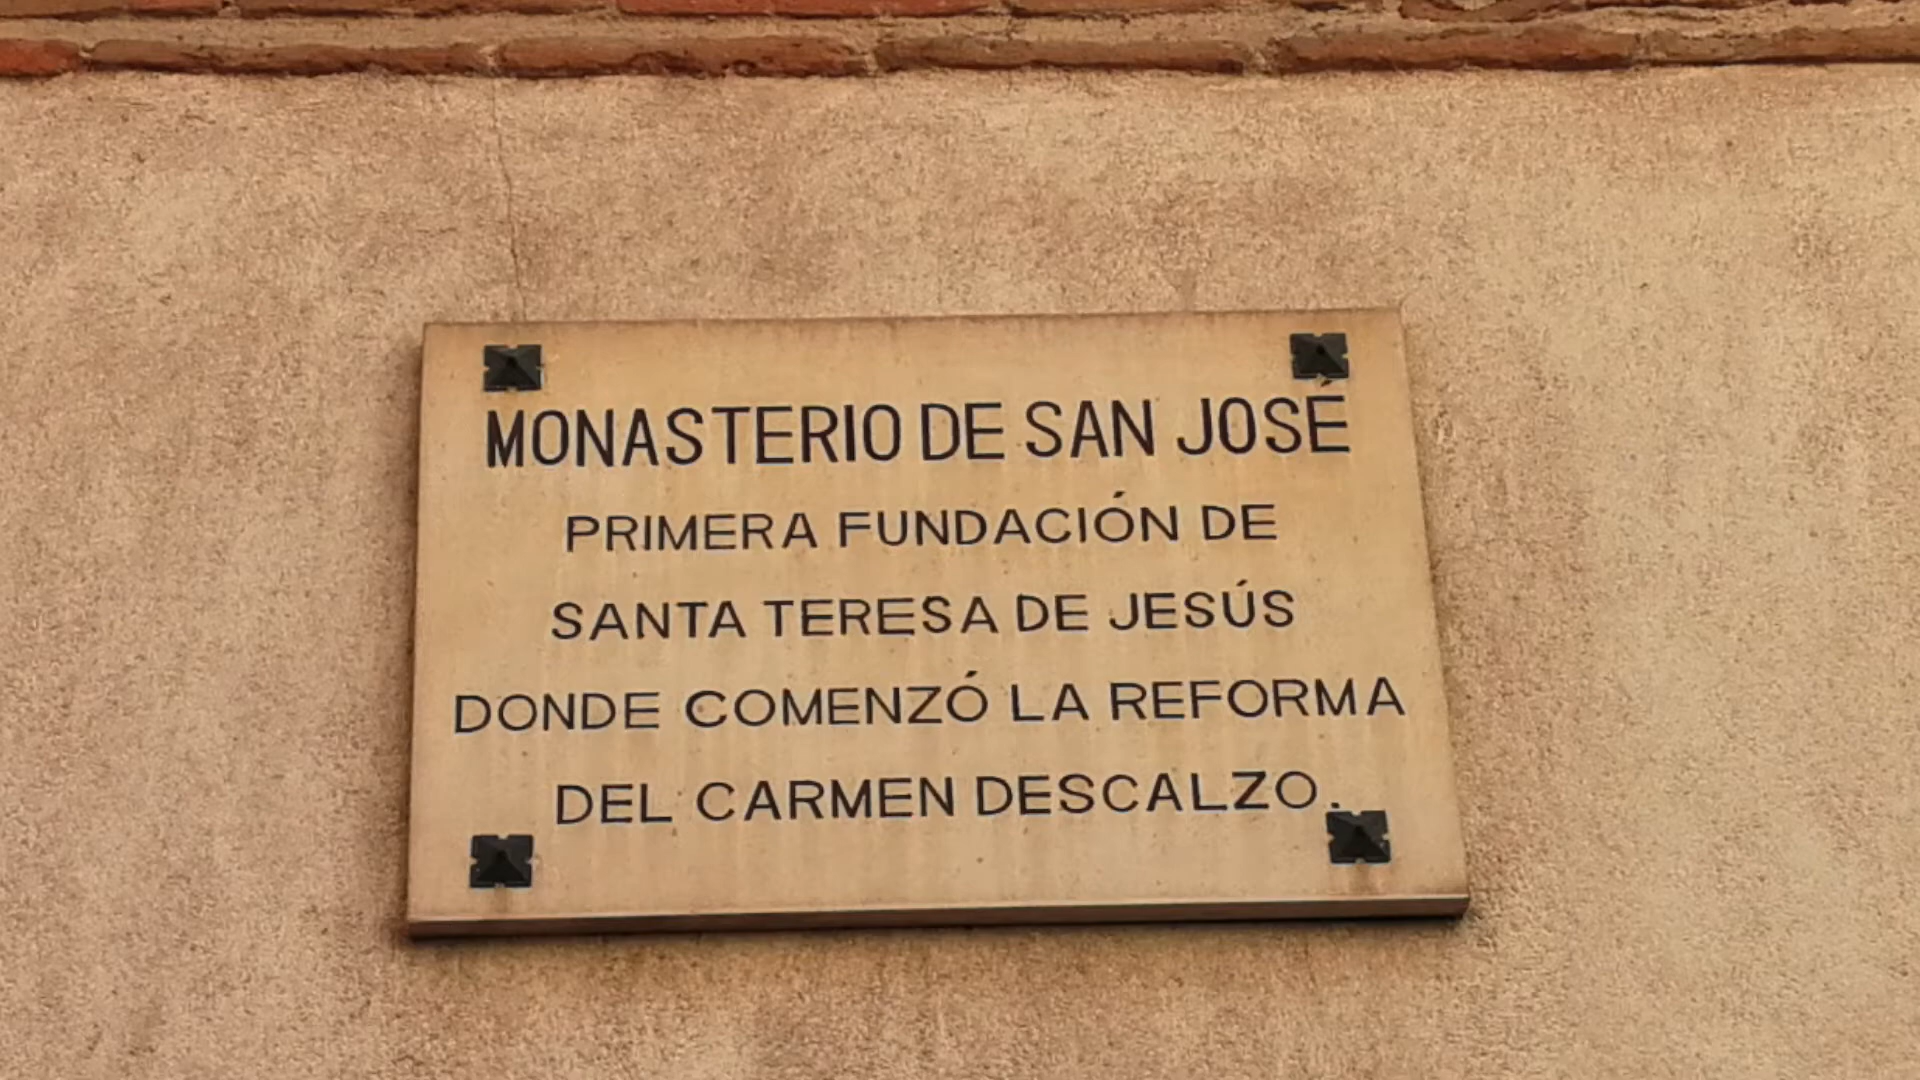 MONASTERIO DE SAN JOSÉ
PRIMERA FUNDACIÓN DE
SANTA TERESA DE JESÚS
DONDE COMENZÓ LA REFORMA
DEL CARMEN DESCALZO.